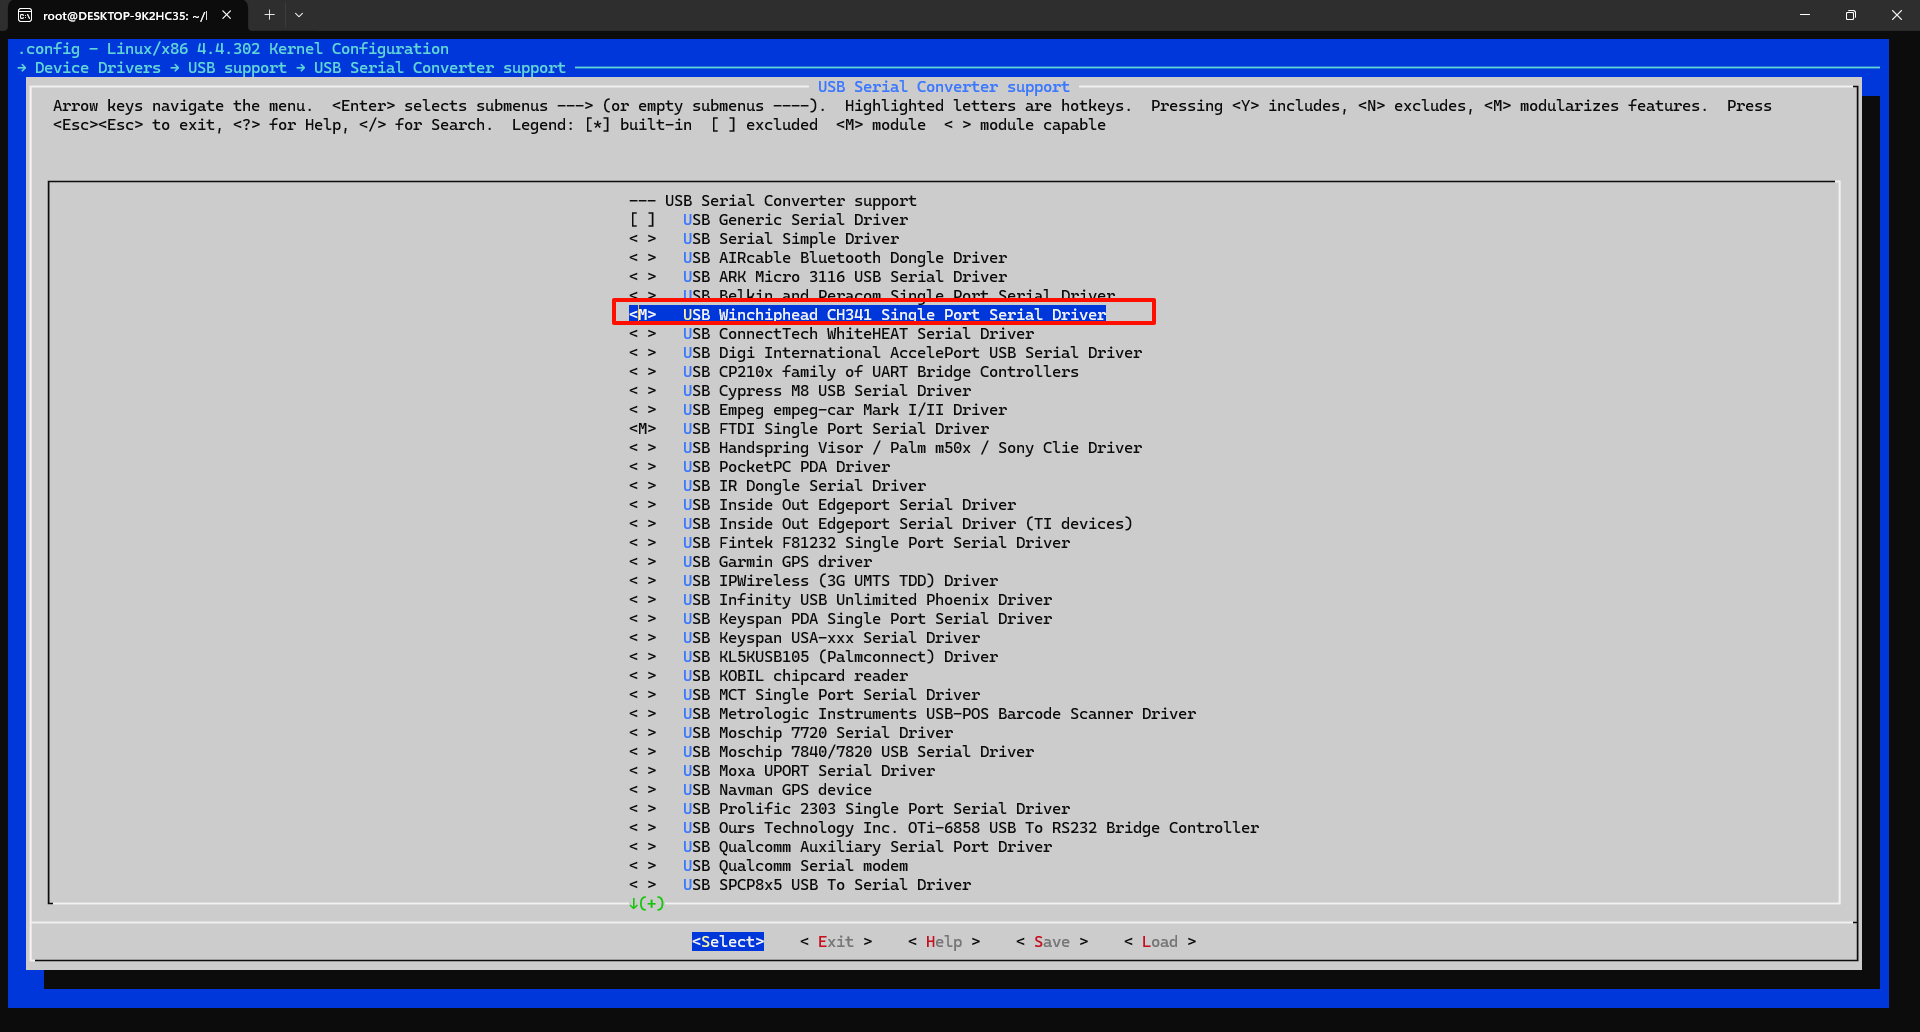 root@DESKTOP-9K2HC35: ~/l
.config - Linux/x86 4.4.302 Kernel Configuration
→ Device Drivers → USB support → USB Serial Converter support
USB Serial Converter support
Arrow keys navigate the menu.  <Enter> selects submenus ---> (or empty submenus ----).  Highlighted letters are hotkeys.  Pressing <Y> includes, <N> excludes, <M> modularizes features.  Press
<Esc><Esc> to exit, <?> for Help, </> for Search.  Legend: [*] built-in  [ ] excluded  <M> module  < > module capable
--- USB Serial Converter support
[ ]   USB Generic Serial Driver
< >   USB Serial Simple Driver
< >   USB AIRcable Bluetooth Dongle Driver
< >   USB ARK Micro 3116 USB Serial Driver
< >   USB Belkin and Peracom Single Port Serial Driver
<M>   USB Winchiphead CH341 Single Port Serial Driver
< >   USB ConnectTech WhiteHEAT Serial Driver
< >   USB Digi International AccelePort USB Serial Driver
< >   USB CP210x family of UART Bridge Controllers
< >   USB Cypress M8 USB Serial Driver
< >   USB Empeg empeg-car Mark I/II Driver
<M>   USB FTDI Single Port Serial Driver
< >   USB Handspring Visor / Palm m50x / Sony Clie Driver
< >   USB PocketPC PDA Driver
< >   USB IR Dongle Serial Driver
< >   USB Inside Out Edgeport Serial Driver
< >   USB Inside Out Edgeport Serial Driver (TI devices)
< >   USB Fintek F81232 Single Port Serial Driver
< >   USB Garmin GPS driver
< >   USB IPWireless (3G UMTS TDD) Driver
< >   USB Infinity USB Unlimited Phoenix Driver
< >   USB Keyspan PDA Single Port Serial Driver
< >   USB Keyspan USA-xxx Serial Driver
< >   USB KL5KUSB105 (Palmconnect) Driver
< >   USB KOBIL chipcard reader
< >   USB MCT Single Port Serial Driver
< >   USB Metrologic Instruments USB-POS Barcode Scanner Driver
< >   USB Moschip 7720 Serial Driver
< >   USB Moschip 7840/7820 USB Serial Driver
< >   USB Moxa UPORT Serial Driver
< >   USB Navman GPS device
< >   USB Prolific 2303 Single Port Serial Driver
< >   USB Ours Technology Inc. OTi-6858 USB To RS232 Bridge Controller
< >   USB Qualcomm Auxiliary Serial Port Driver
< >   USB Qualcomm Serial modem
< >   USB SPCP8x5 USB To Serial Driver
↓(+)
<Select>    < Exit >    < Help >    < Save >    < Load >